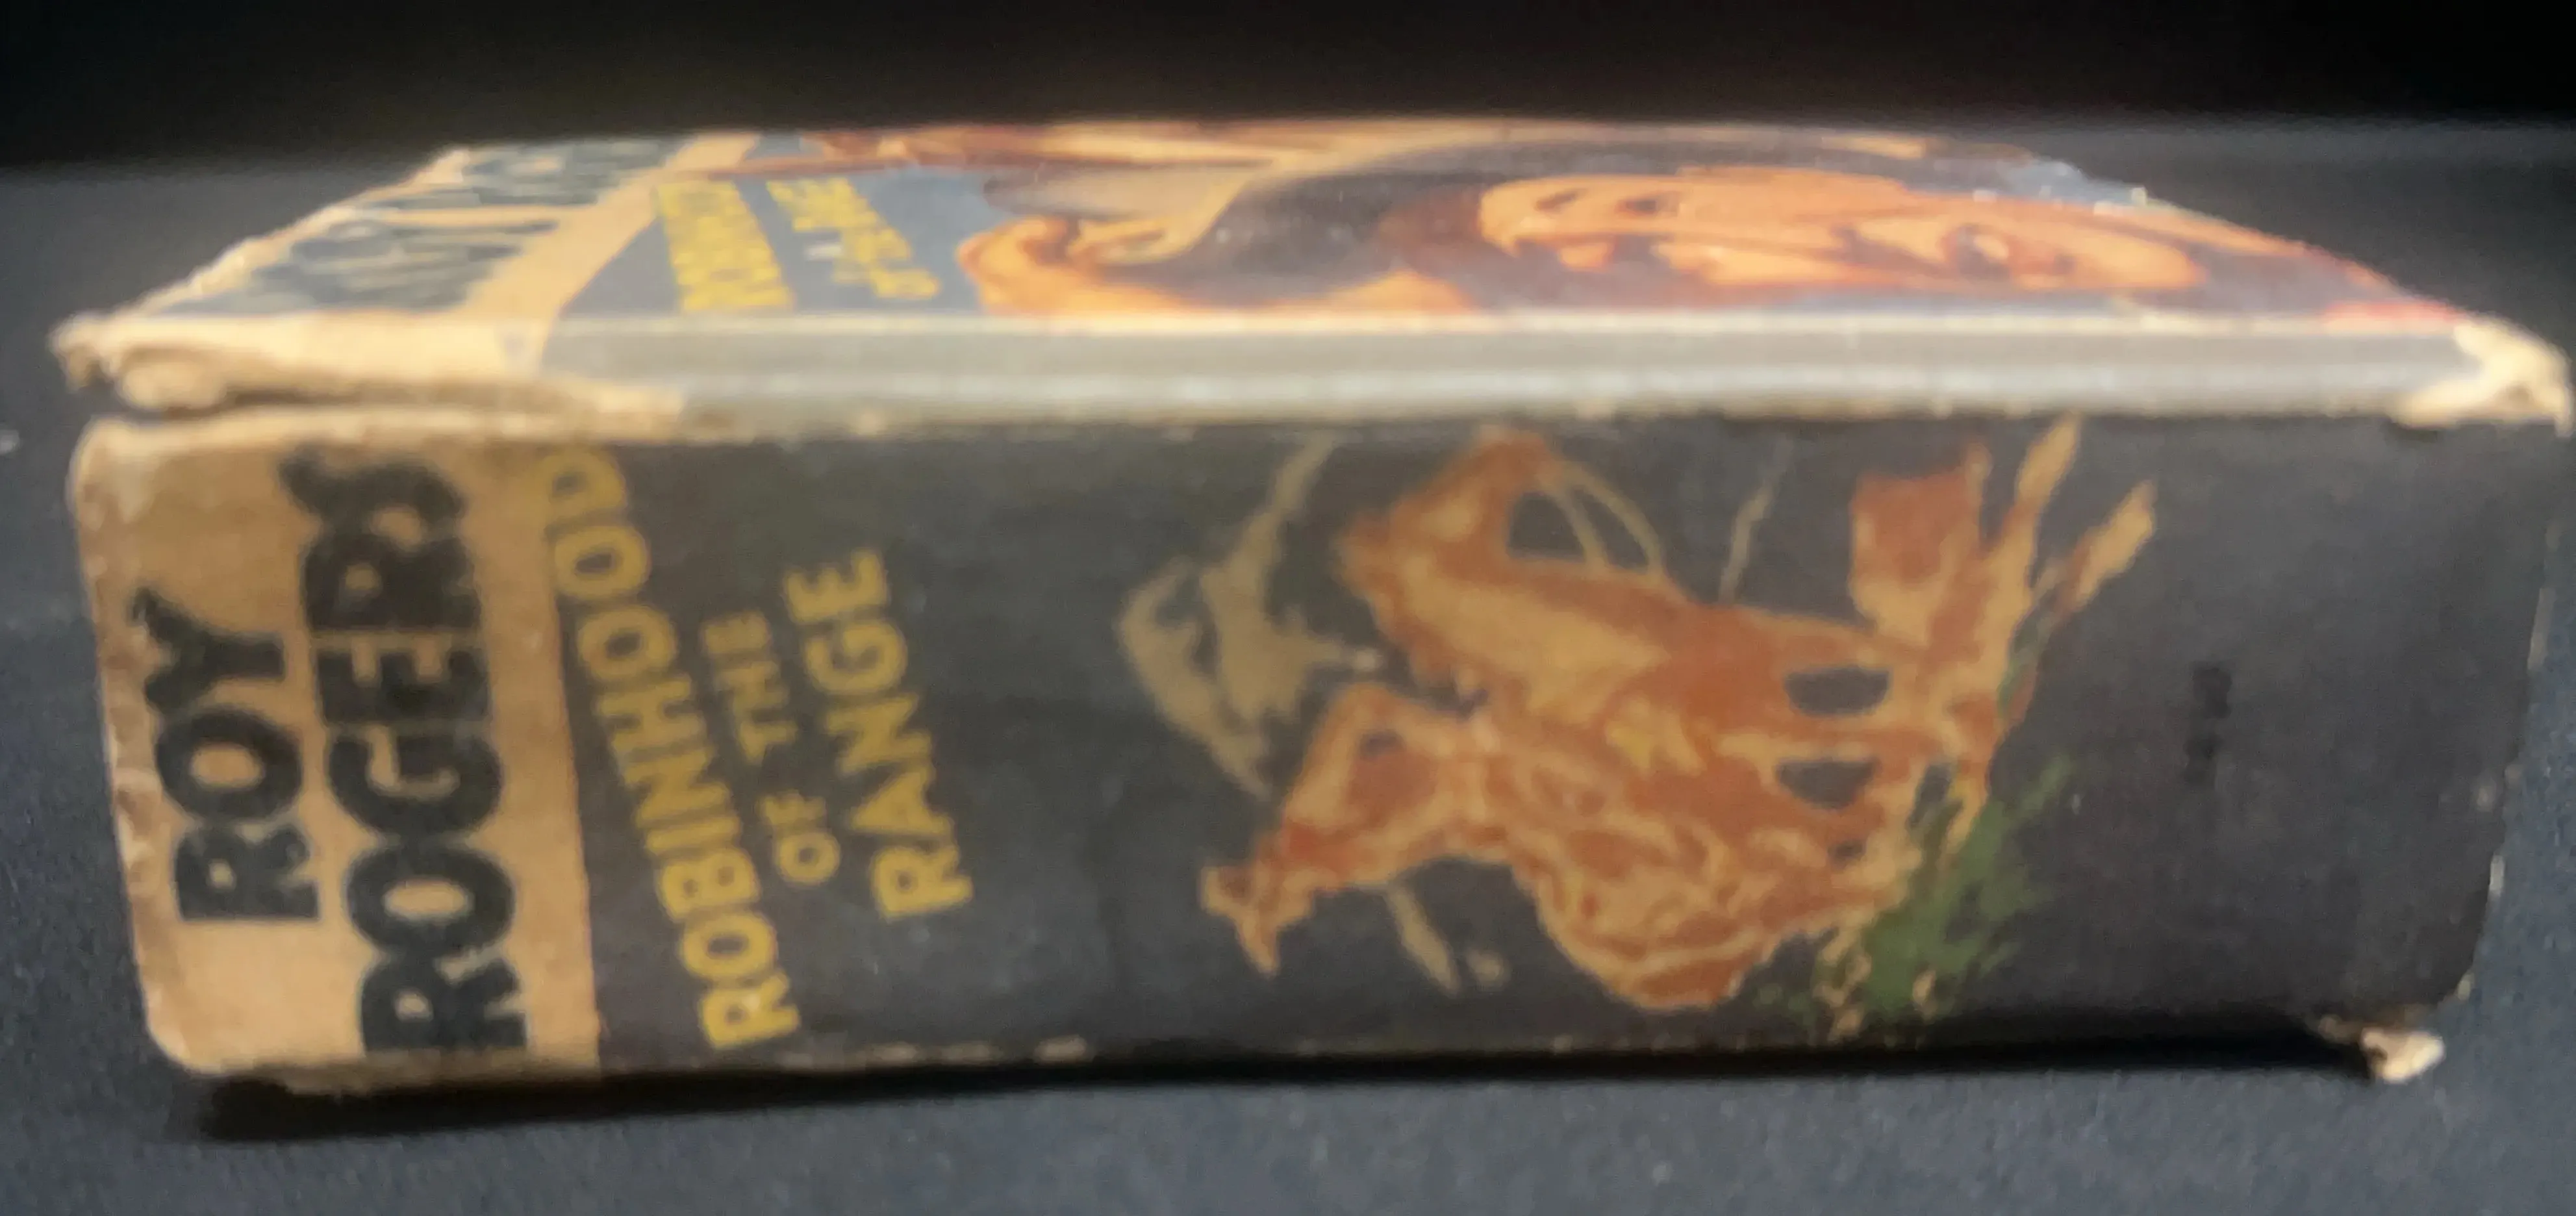 ROY
ROGERS
ROBINHOOD
OF THE
RANGE